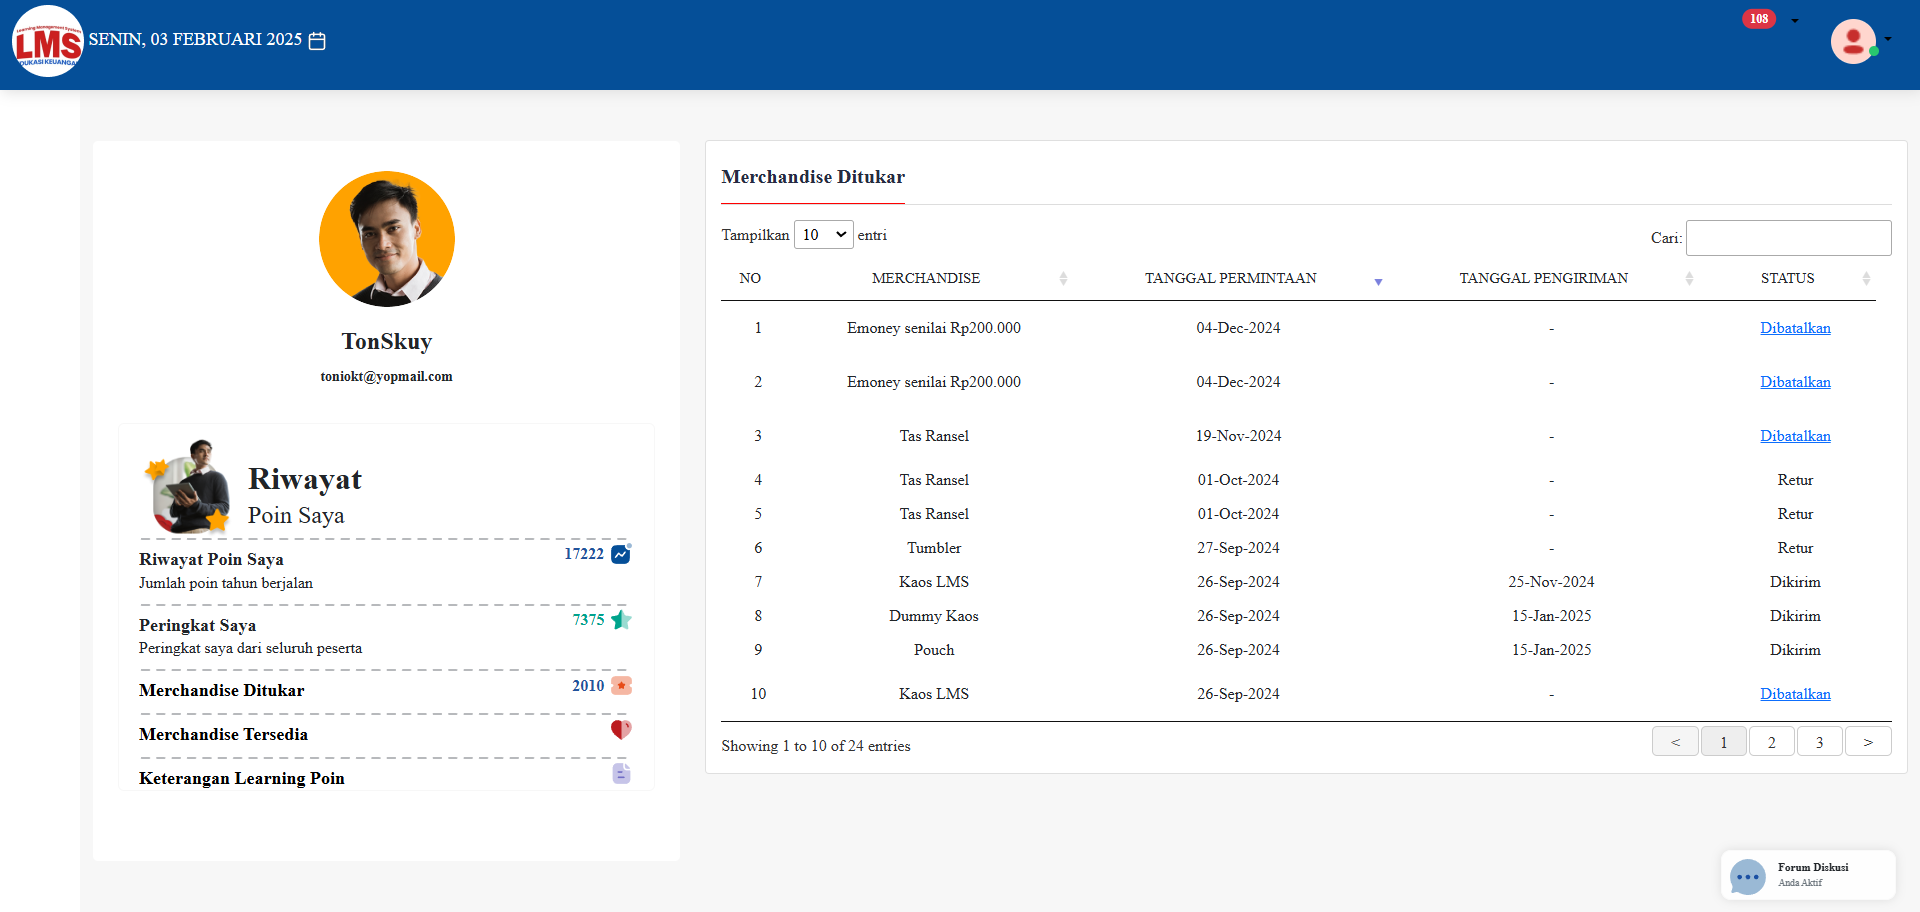 Learning Management System
LMS
EDUKASI KEUANGAN
SENIN, 03 FEBRUARI 2025
108
TonSkuy
toniokt@yopmail.com
Riwayat
Poin Saya
Riwayat Poin Saya 17222
Jumlah poin tahun berjalan
Peringkat Saya 7375
Peringkat saya dari seluruh peserta
Merchandise Ditukar 2010
Merchandise Tersedia
Keterangan Learning Poin
Merchandise Ditukar
Tampilkan 10 entri Cari:
NO MERCHANDISE TANGGAL PERMINTAAN TANGGAL PENGIRIMAN STATUS
1 Emoney senilai Rp200.000 04-Dec-2024 - Dibatalkan
2 Emoney senilai Rp200.000 04-Dec-2024 - Dibatalkan
3 Tas Ransel 19-Nov-2024 - Dibatalkan
4 Tas Ransel 01-Oct-2024 - Retur
5 Tas Ransel 01-Oct-2024 - Retur
6 Tumbler 27-Sep-2024 - Retur
7 Kaos LMS 26-Sep-2024 25-Nov-2024 Dikirim
8 Dummy Kaos 26-Sep-2024 15-Jan-2025 Dikirim
9 Pouch 26-Sep-2024 15-Jan-2025 Dikirim
10 Kaos LMS 26-Sep-2024 - Dibatalkan
Showing 1 to 10 of 24 entries < 1 2 3 >
Forum Diskusi
Anda Aktif